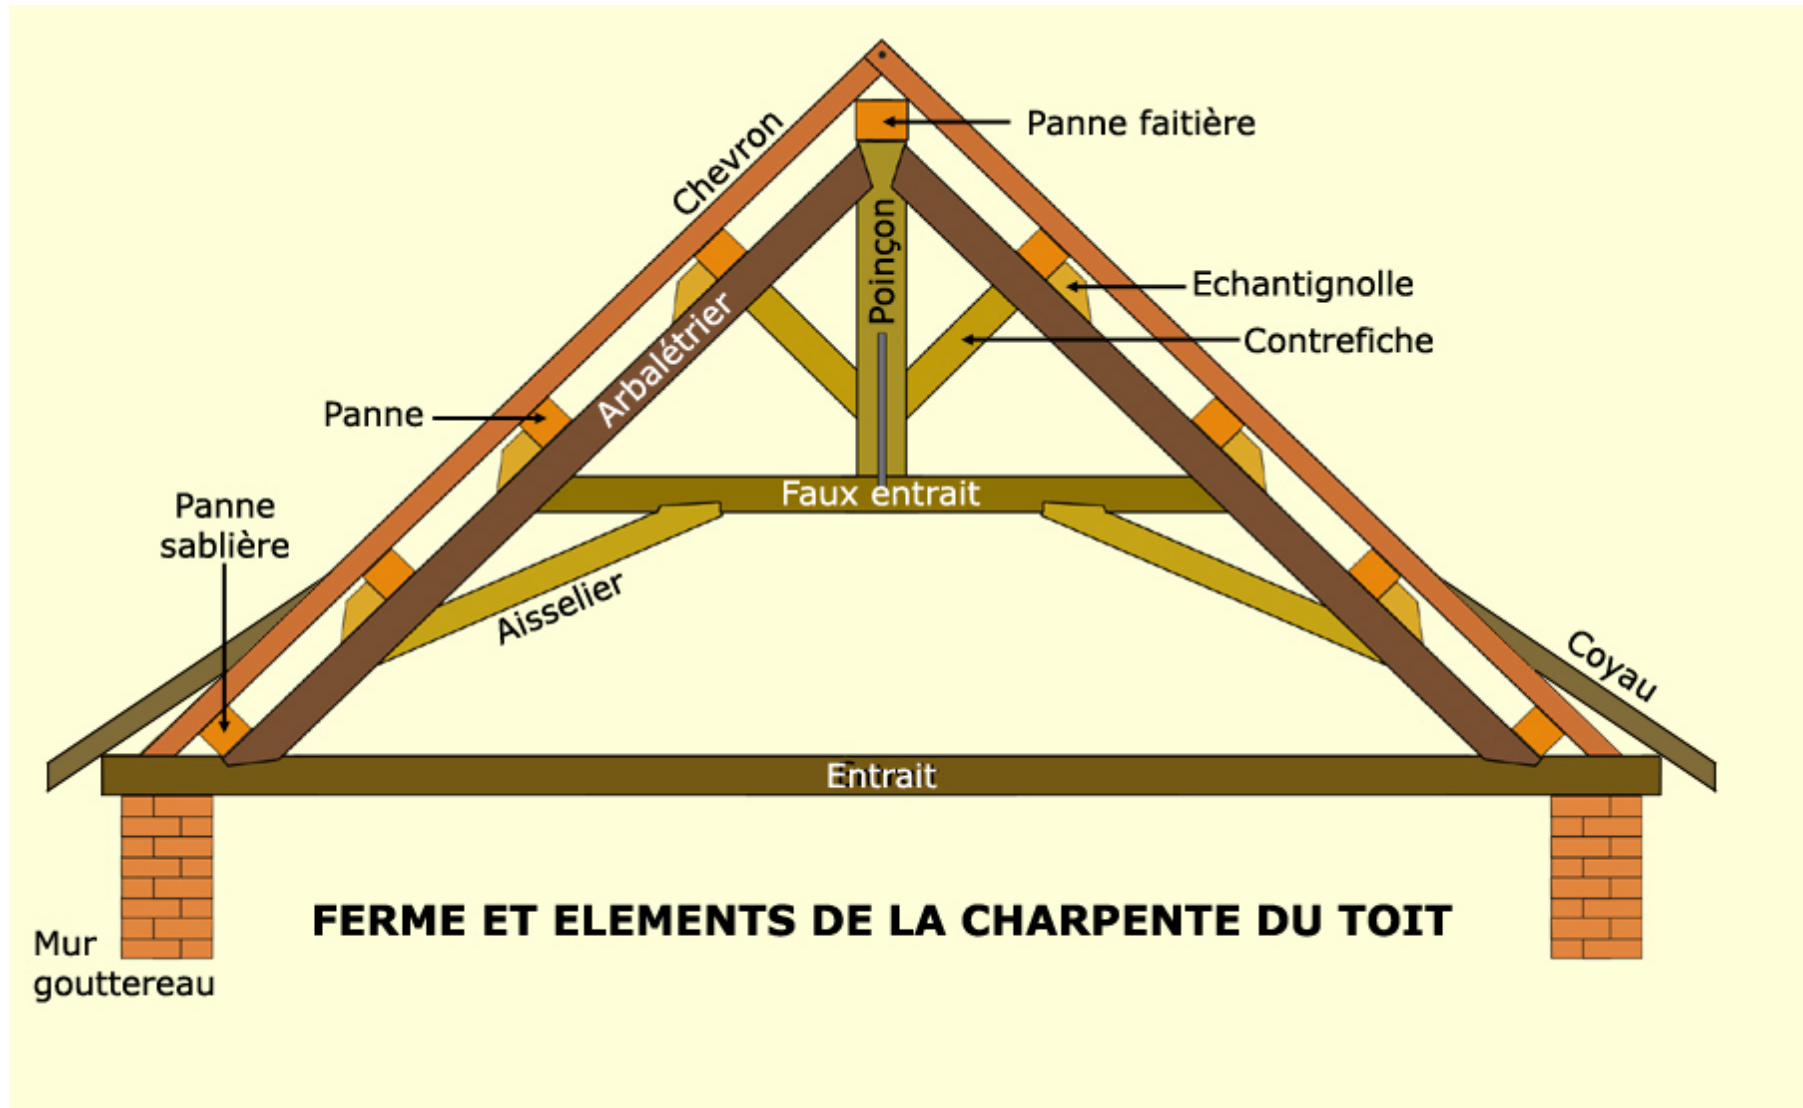 Panne faitière
Chevron
Poinçon
Echantignolle
Contrefiche
Arbalétrier
Panne
Faux entrait
Panne
sablière
Aisselier
Coyau
Entrait
FERME ET ELEMENTS DE LA CHARPENTE DU TOIT
Mur
gouttereau